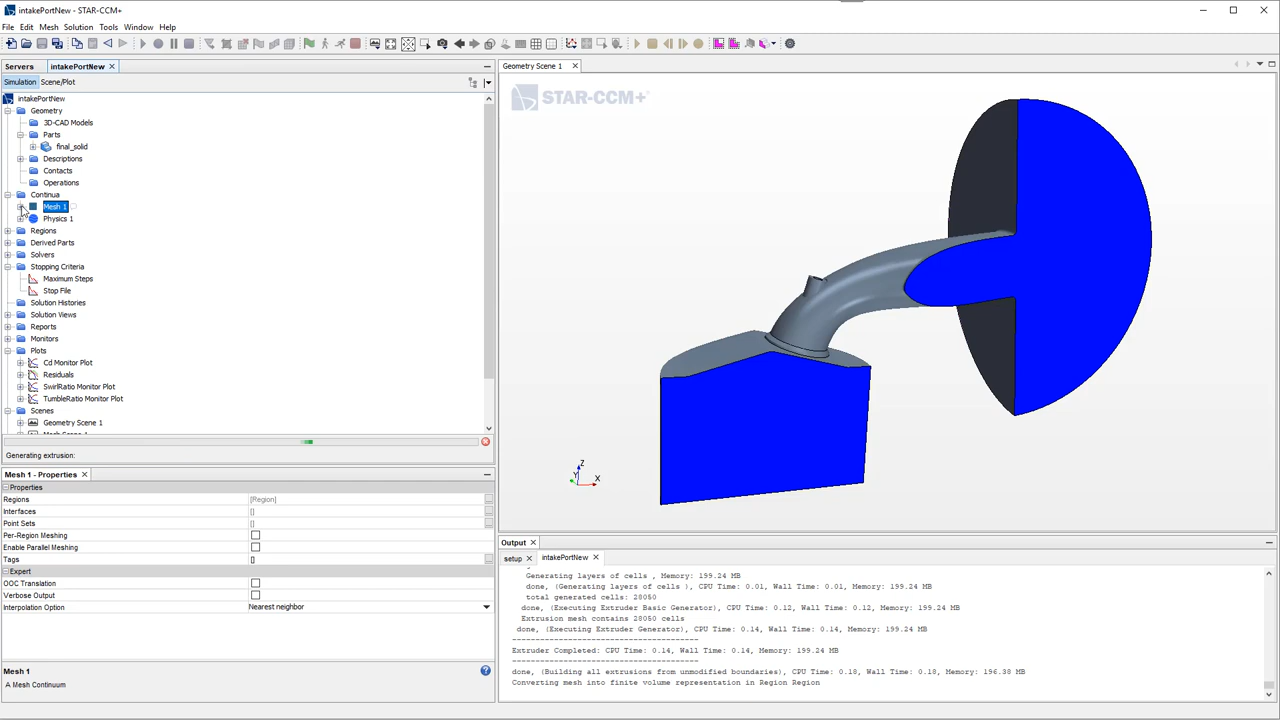 intakePortNew - STAR-CCM+
File Edit Mesh Solution Tools Window Help
Servers
intakePortNew
Simulation Scene/Plot
intakePortNew
Geometry
3D-CAD Models
Parts
final_solid
Descriptions
Contacts
Operations
Continua
Mesh 1
Physics 1
Regions
Derived Parts
Solvers
Stopping Criteria
Maximum Steps
Stop File
Solution Histories
Solution Views
Reports
Monitors
Plots
Cd Monitor Plot
Residuals
SwirlRatio Monitor Plot
TumbleRatio Monitor Plot
Scenes
Geometry Scene 1
Generating extrusion:
Mesh 1 - Properties
Properties
Regions [Region]
Interfaces []
Point Sets []
Per-Region Meshing
Enable Parallel Meshing
Tags []
Expert
OOC Translation
Verbose Output
Interpolation Option Nearest neighbor
Mesh 1
Mesh Continuum
Geometry Scene 1
STAR-CCM+
Z
Y
X
Output
setup intakePortNew
Generating layers of cells , Memory: 199.24 MB
done, (Generating layers of cells ), CPU Time: 0.01, Wall Time: 0.01, Memory: 199.24 MB
total generated cells: 28050
done, (Executing Extruder Basic Generator), CPU Time: 0.12, Wall Time: 0.12, Memory: 199.24 MB
Extrusion mesh contains 28050 cells
done, (Executing Extruder Generator), CPU Time: 0.14, Wall Time: 0.14, Memory: 199.24 MB
----------------------------------------
Extruder Completed: CPU Time: 0.14, Wall Time: 0.14, Memory: 199.24 MB
----------------------------------------
done, (Building all extrusions from unmodified boundaries), CPU Time: 0.18, Wall Time: 0.18, Memory: 196.38 MB
Converting mesh into finite volume representation in Region Region